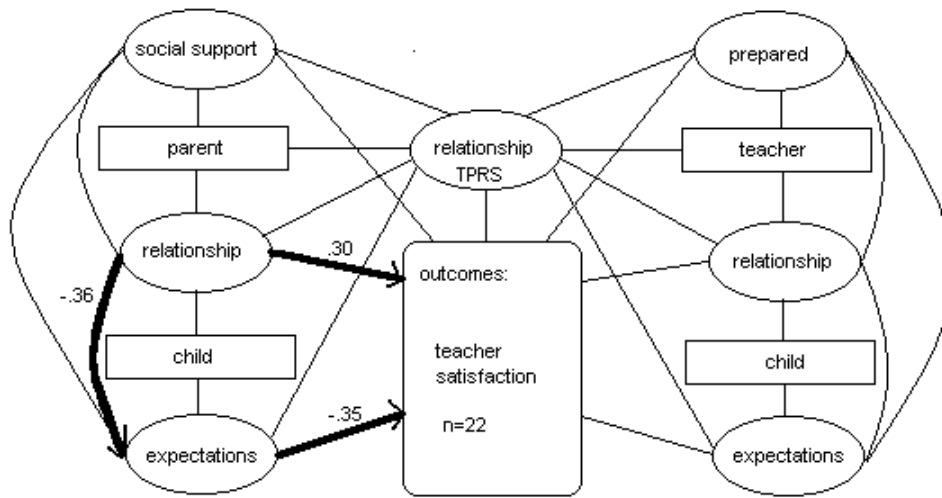 social support
prepared
parent
relationship
TPRS
teacher
relationship
.30
outcomes:
relationship
-.36
child
teacher
satisfaction
child
-.35
n=22
expectations
expectations